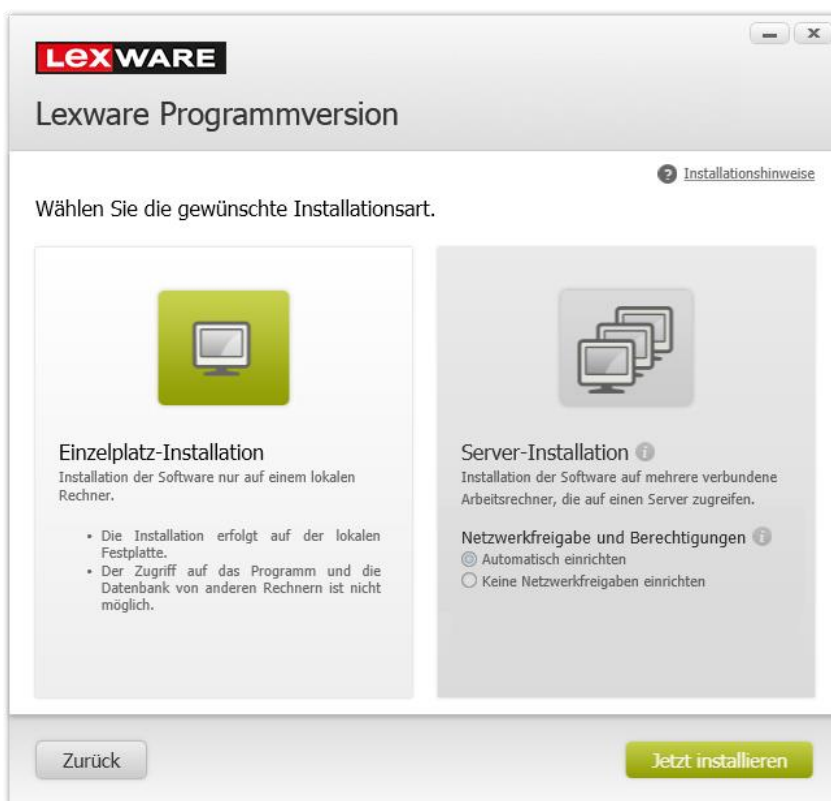 LEXWARE
Lexware Programmversion
Installationshinweise
Wählen Sie die gewünschte Installationsart.
Einzelplatz-Installation
Installation der Software nur auf einem lokalen
Rechner.
• Die Installation erfolgt auf der lokalen
Festplatte.
• Der Zugriff auf das Programm und die
Datenbank von anderen Rechnern ist nicht
möglich.
Server-Installation
Installation der Software auf mehrere verbundene
Arbeitsrechner, die auf einen Server zugreifen.
Netzwerkfreigabe und Berechtigungen
Automatisch einrichten
Keine Netzwerkfreigaben einrichten
Zurück
Jetzt installieren